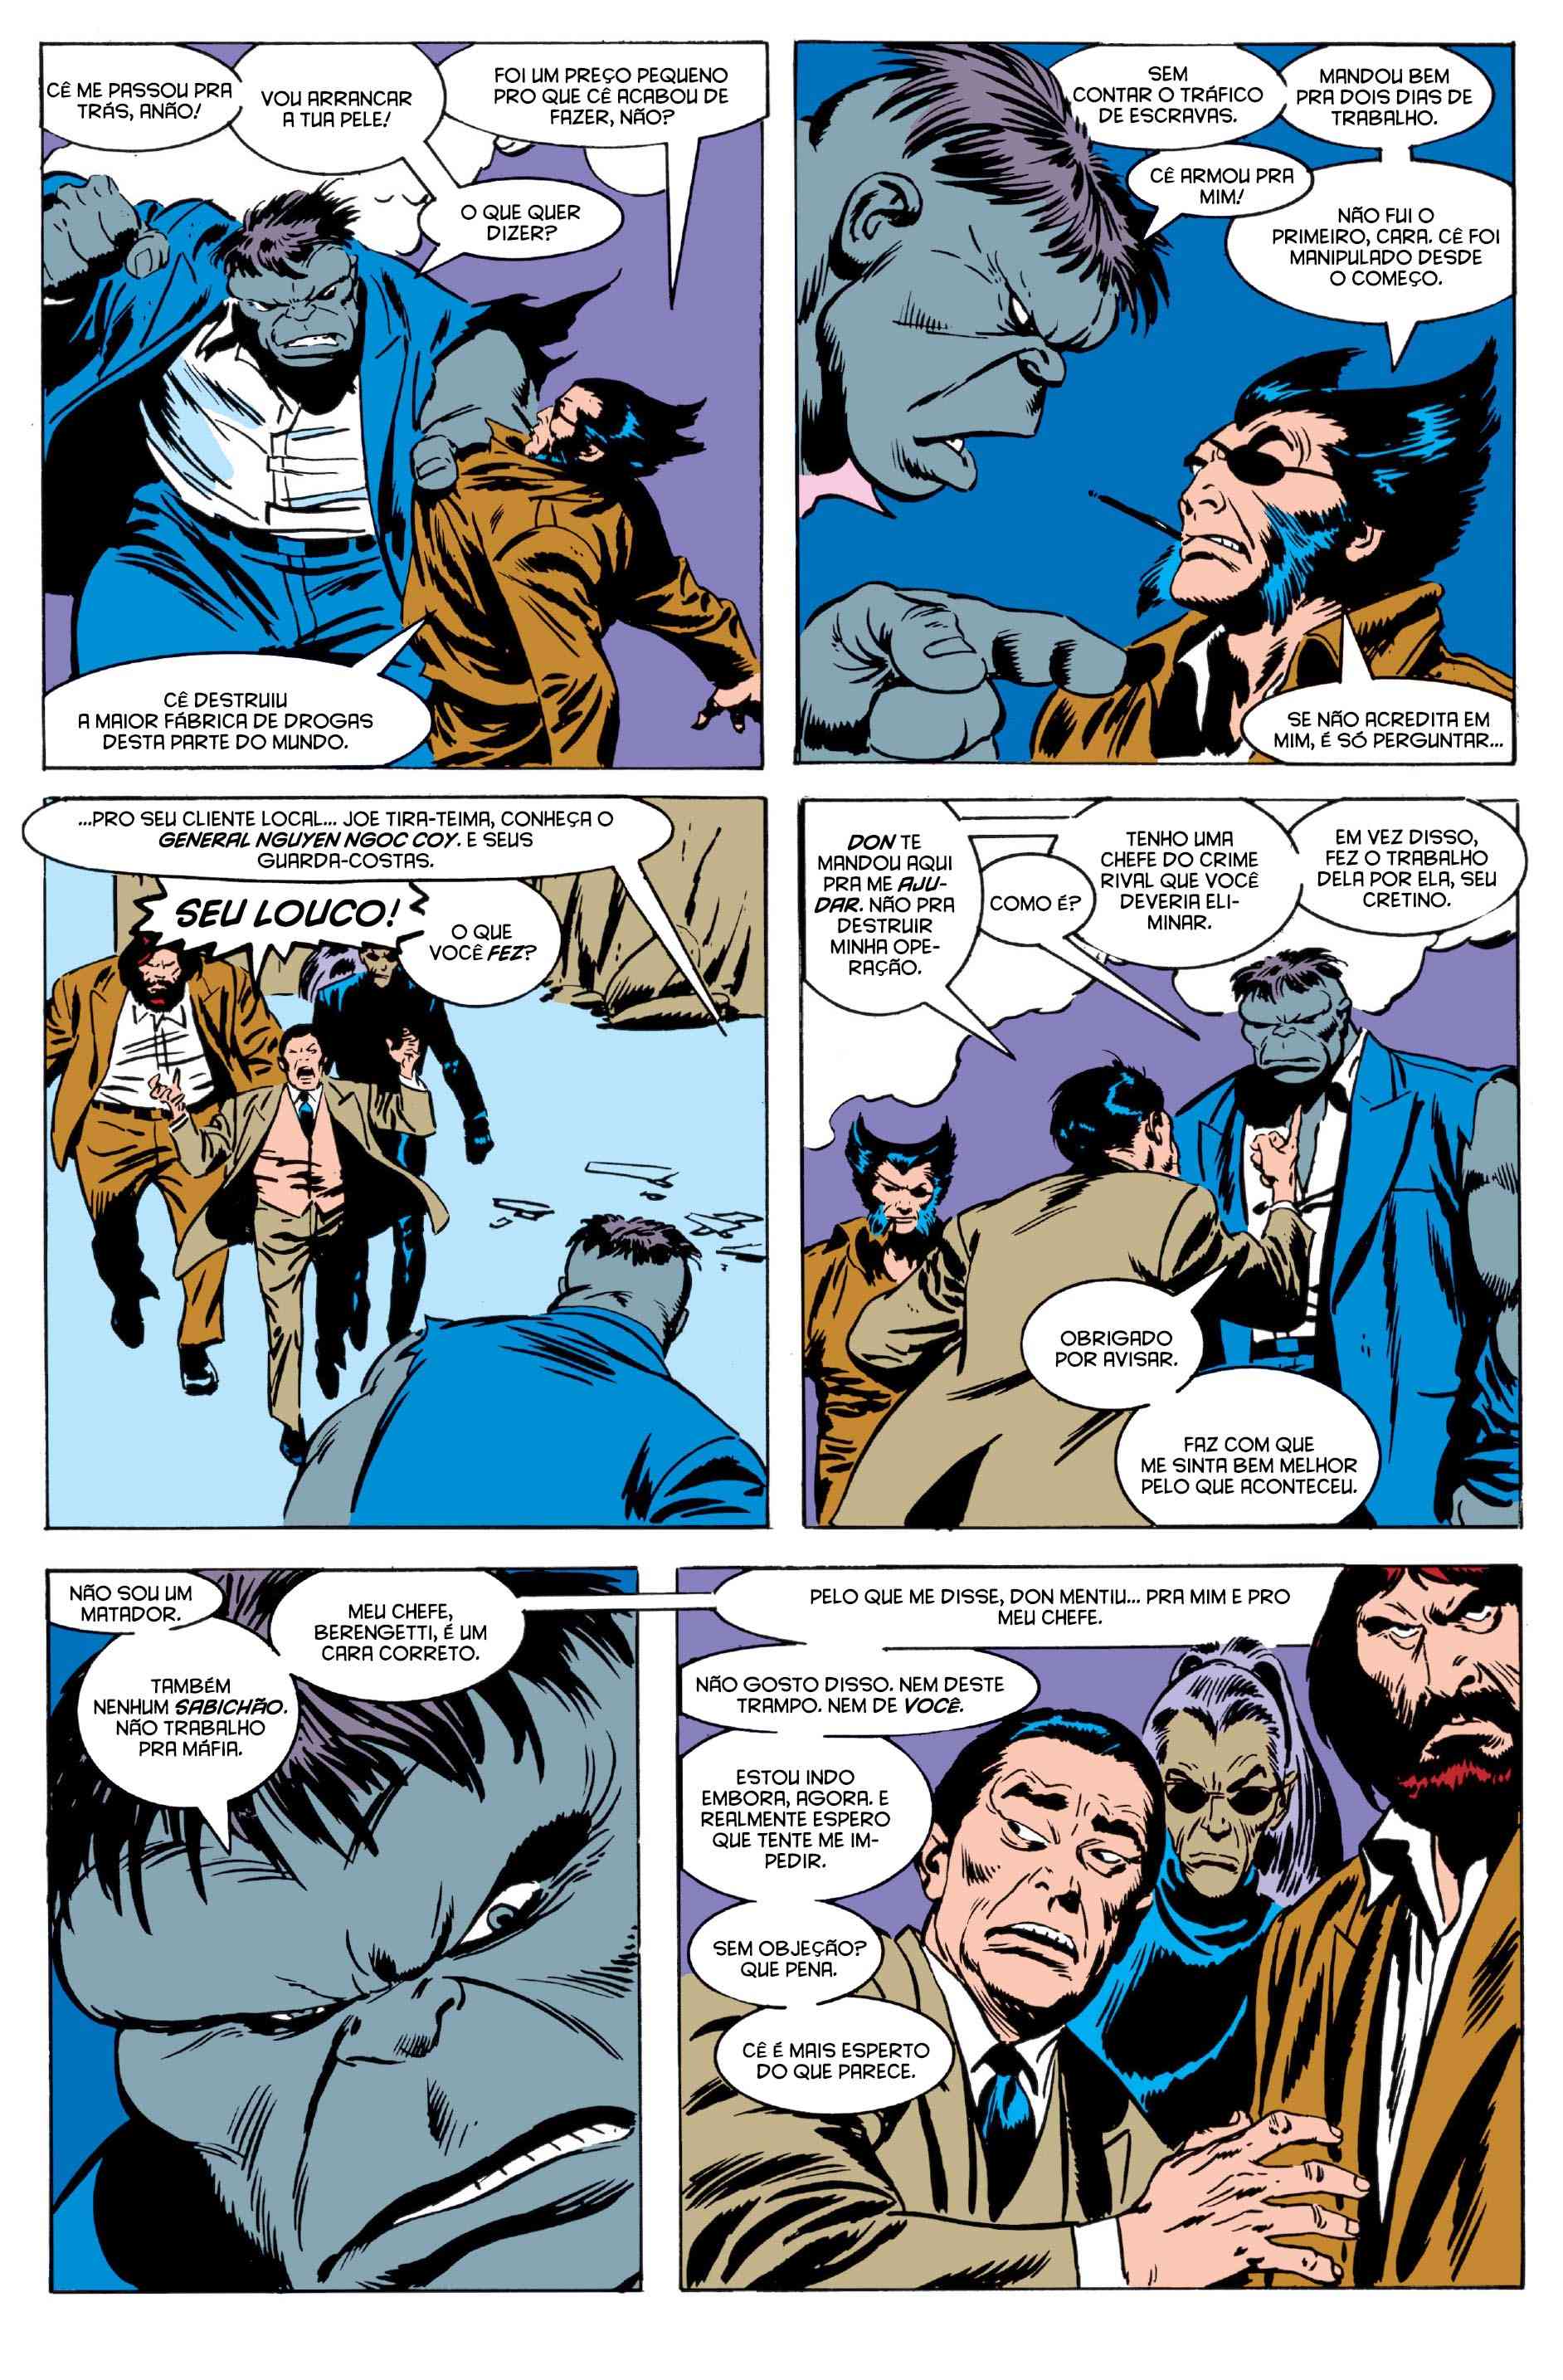 CÊ ME PASSOU PRA
TRÁS, ANÃO!
VOU ARRANCAR
A TUA PELE!
FOI UM PREÇO PEQUENO
PRO QUE CÊ ACABOU DE
FAZER, NÃO?
O QUE QUER
DIZER?
CÊ DESTRUIU
A MAIOR FÁBRICA DE DROGAS
DESTA PARTE DO MUNDO.
SEM
CONTAR O TRÁFICO
DE ESCRAVAS.
MANDOU BEM
PRA DOIS DIAS DE
TRABALHO.
CÊ ARMOU PRA
MIM!
NÃO FUI O
PRIMEIRO, CARA. CÊ FOI
MANIPULADO DESDE
O COMEÇO.
SE NÃO ACREDITA EM
MIM, É SÓ PERGUNTAR...
...PRO SEU CLIENTE LOCAL... JOE TIRA-TEIMA, CONHEÇA O
GENERAL NGUYEN NGOC COY. E SEUS
GUARDA-COSTAS.
SEU LOUCO!
O QUE
VOCÊ FEZ?
DON TE
MANDOU AQUI
PRA ME AJU-
DAR. NÃO PRA
DESTRUIR
MINHA OPE-
RAÇÃO.
COMO É?
TENHO UMA
CHEFE DO CRIME
RIVAL QUE VOCÊ
DEVERIA ELI-
MINAR.
EM VEZ DISSO,
FEZ O TRABALHO
DELA POR ELA, SEU
CRETINO.
OBRIGADO
POR AVISAR.
FAZ COM QUE
ME SINTA BEM MELHOR
PELO QUE ACONTECEU.
NÃO SOU UM
MATADOR.
TAMBÉM
NENHUM SABICHÃO.
NÃO TRABALHO
PRA MÁFIA.
MEU CHEFE,
BERENGETTI, É UM
CARA CORRETO.
PELO QUE ME DISSE, DON MENTIU... PRA MIM E PRO
MEU CHEFE.
NÃO GOSTO DISSO. NEM DESTE
TRAMPO. NEM DE VOCÊ.
ESTOU INDO
EMBORA, AGORA. E
REALMENTE ESPERO
QUE TENTE ME IM-
PEDIR.
SEM OBJEÇÃO?
QUE PENA.
CÊ É MAIS ESPERTO
DO QUE PARECE.